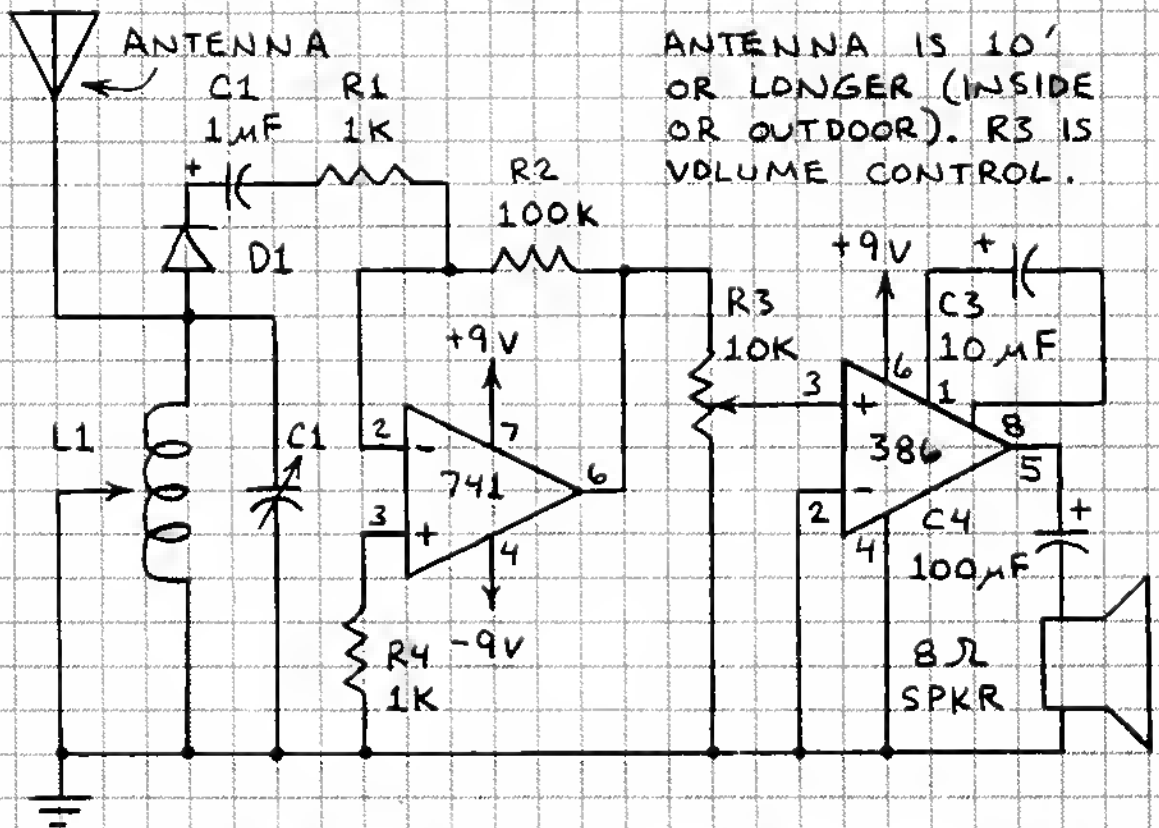 ANTENNA
ANTENNA IS 10'
OR LONGER (INSIDE
OR OUTDOOR). R3 IS
VOLUME CONTROL.
C1
1µF
R1
1K
+
D1
R2
100K
R3
10K
+9V
+
C3
10µF
+9V
L1
C1
2
-
7
741
6
3
+
4
-9V
R4
1K
3
+
6
1
386
8
5
2
-
4
C4
100µF
+
8Ω
SPKR